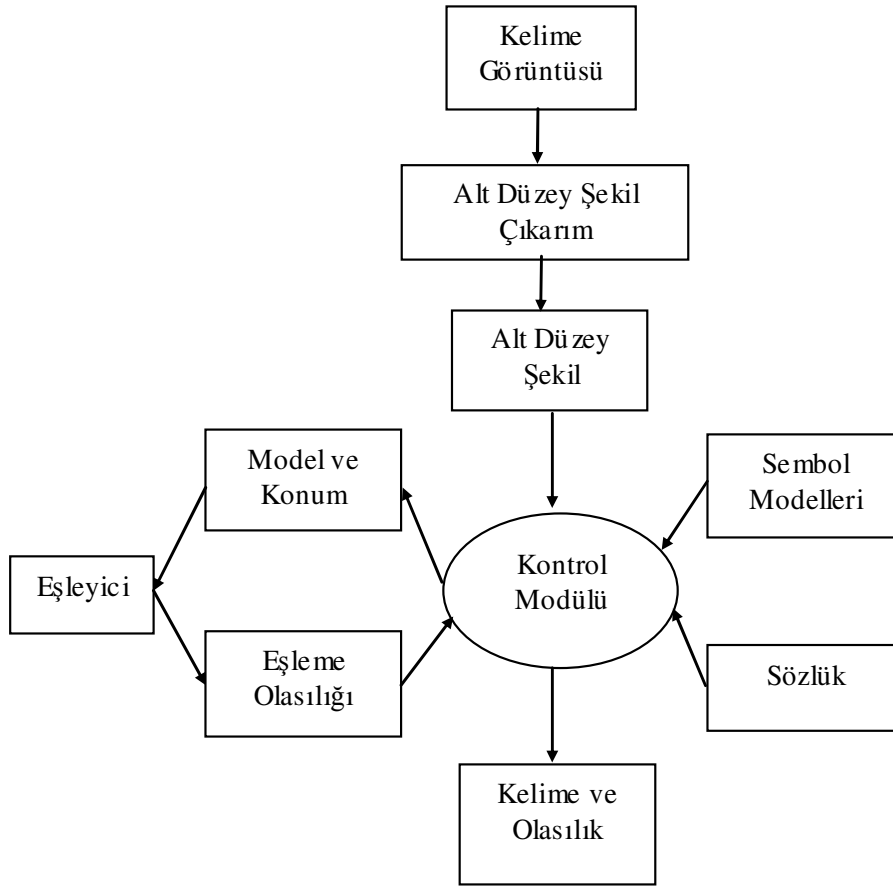 Kelime
Görüntüsü
Alt Düzey Şekil
Çıkarım
Alt Düzey
Şekil
Model ve
Konum
Sembol
Modelleri
Eşleyici
Kontrol
Modülü
Eşleme
Olasılığı
Sözlük
Kelime ve
Olasılık